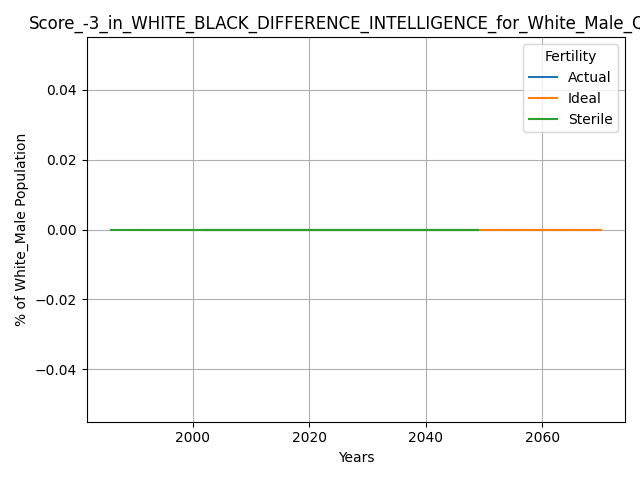 Score_-3_in_WHITE_BLACK_DIFFERENCE_INTELLIGENCE_for_White_Male_
Fertility
Actual
Ideal
Sterile
% of White_Male Population
0.04
0.02
0.00
−0.02
−0.04
2000 2020 2040 2060
Years